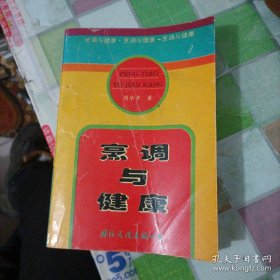 烹调与健康·烹调与健康·烹调与健康
PENG TIAO
YU JIAN KANG
著
烹调
与
健康
国际文化出版公司
5
孔夫子旧书网